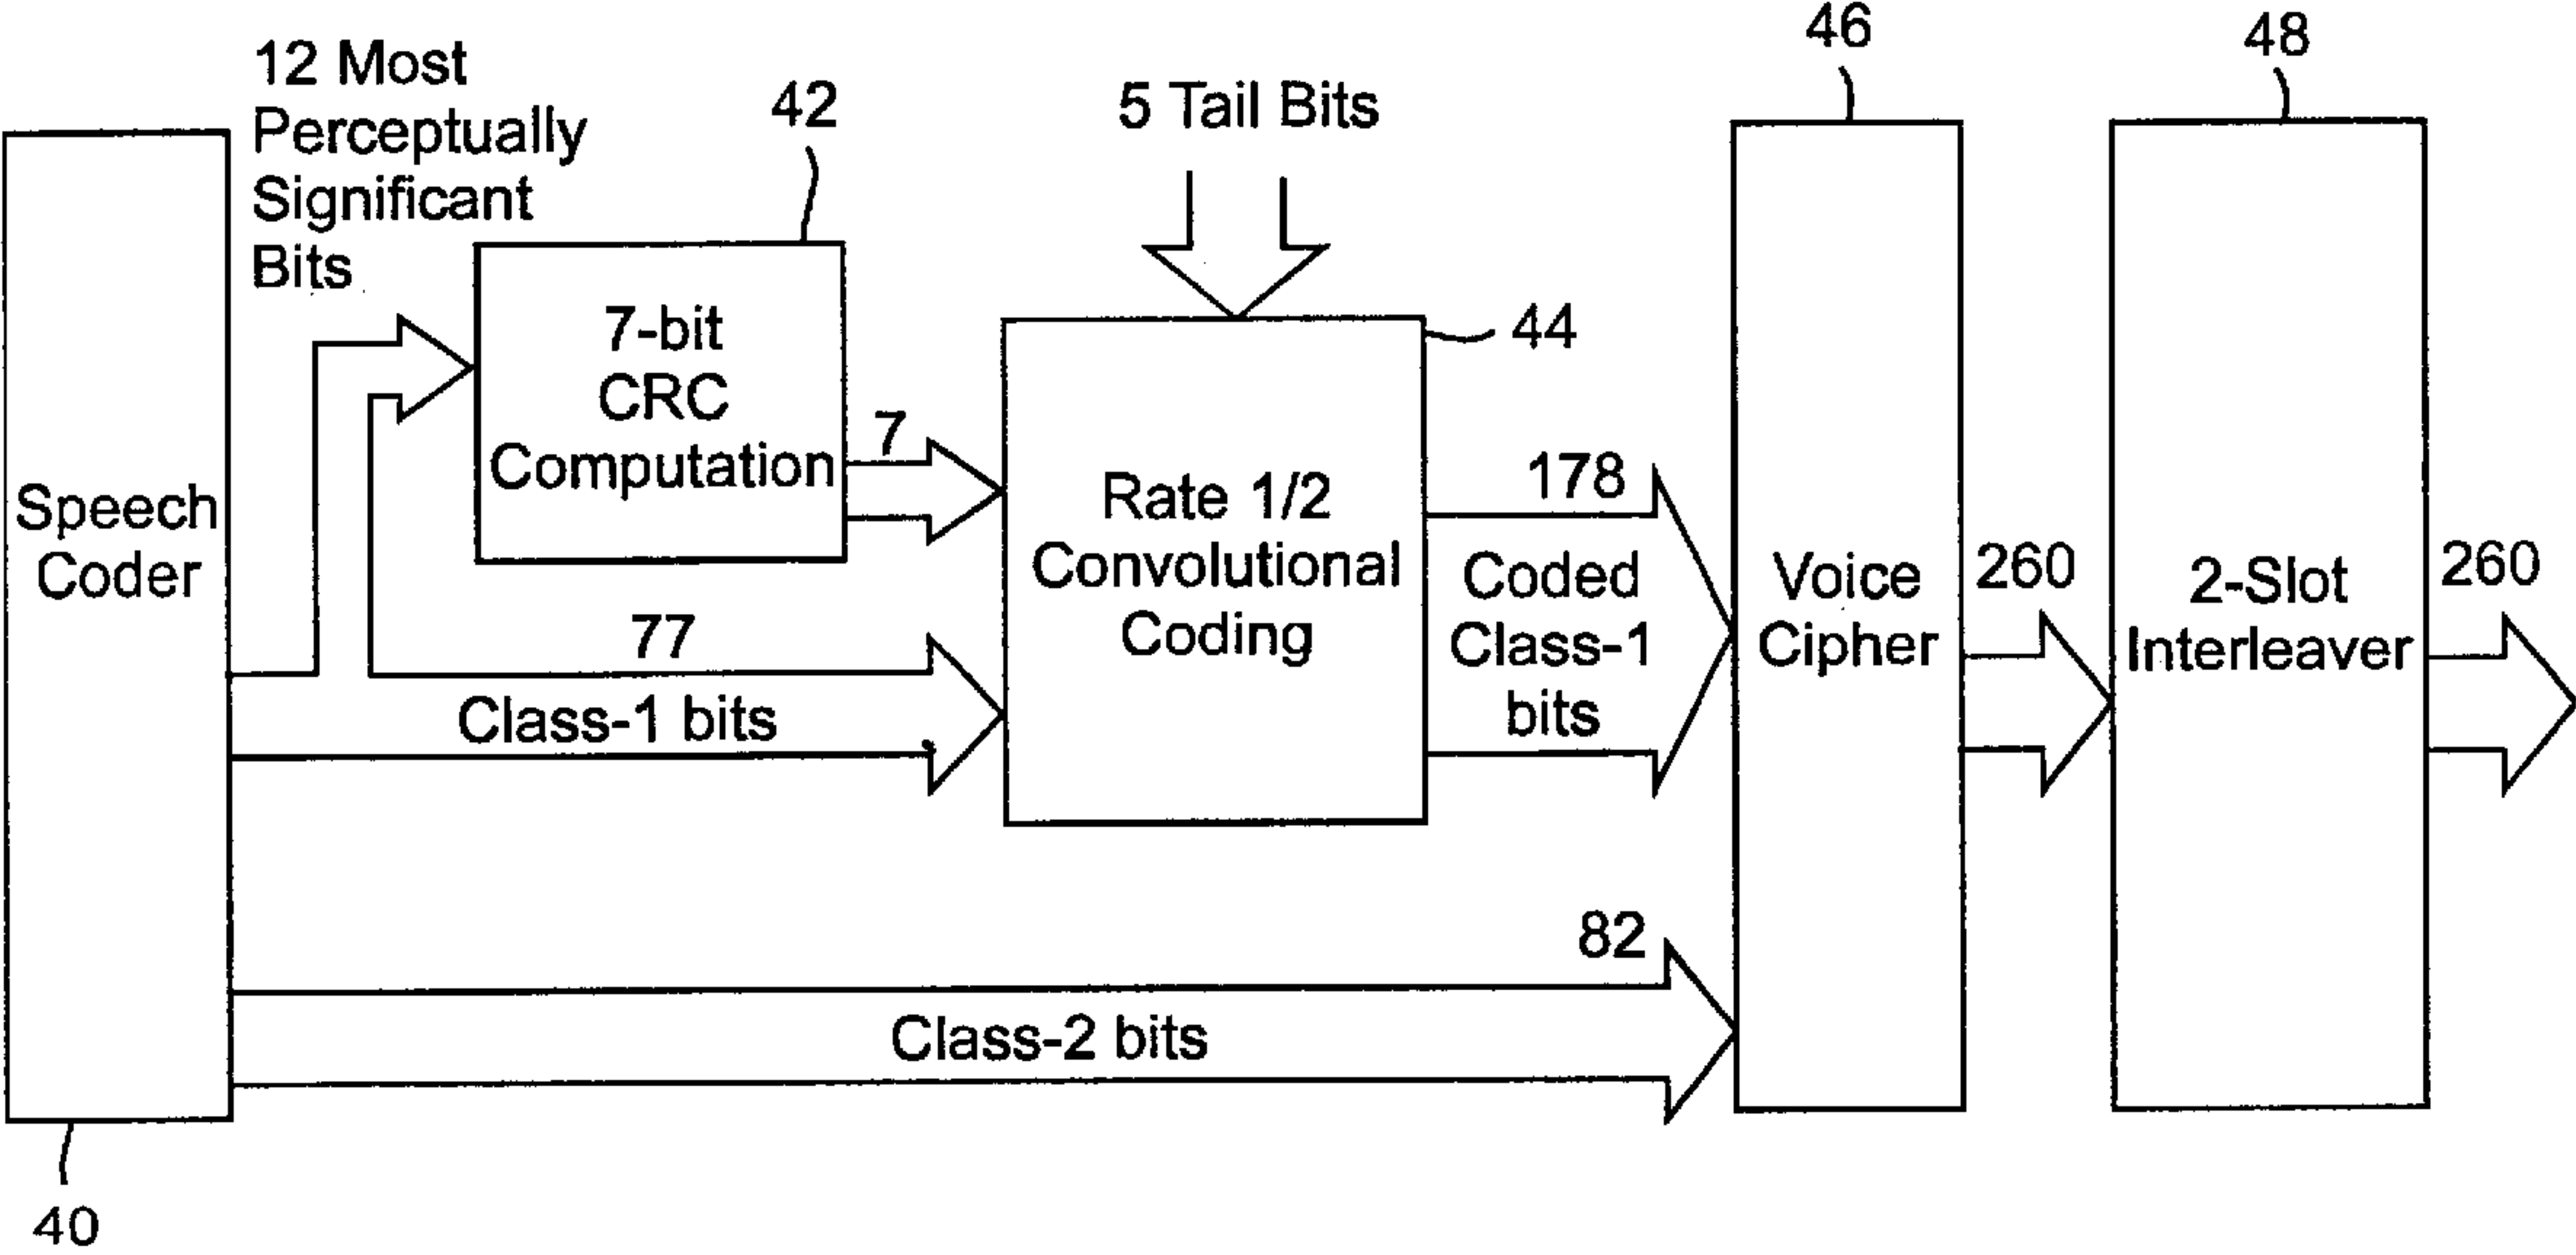 12 Most
Perceptually
Significant
Bits
42
5 Tail Bits
46
48
Speech
Coder
7-bit
CRC
Computation
7
77
Class-1 bits
44
Rate 1/2
Convolutional
Coding
178
Coded
Class-1
bits
Voice
Cipher
260
2-Slot
Interleaver
260
82
Class-2 bits
40